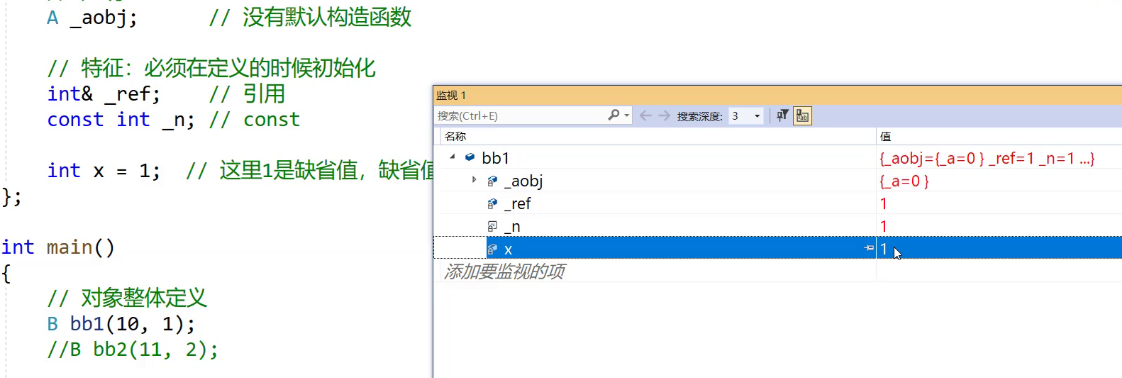 A _aobj; // 没有默认构造函数
// 特征：必须在定义的时候初始化
int& _ref; // 引用
const int _n; // const
int x = 1; // 这里1是缺省值，缺省值
};
int main()
{
// 对象整体定义
B bb1(10, 1);
//B bb2(11, 2);
监视 1
搜索(Ctrl+E)
搜索深度: 3
名称 值
bb1 {_aobj={_a=0 } _ref=1 _n=1 ...}
_aobj {_a=0 }
_ref 1
_n 1
x 1
添加要监视的项